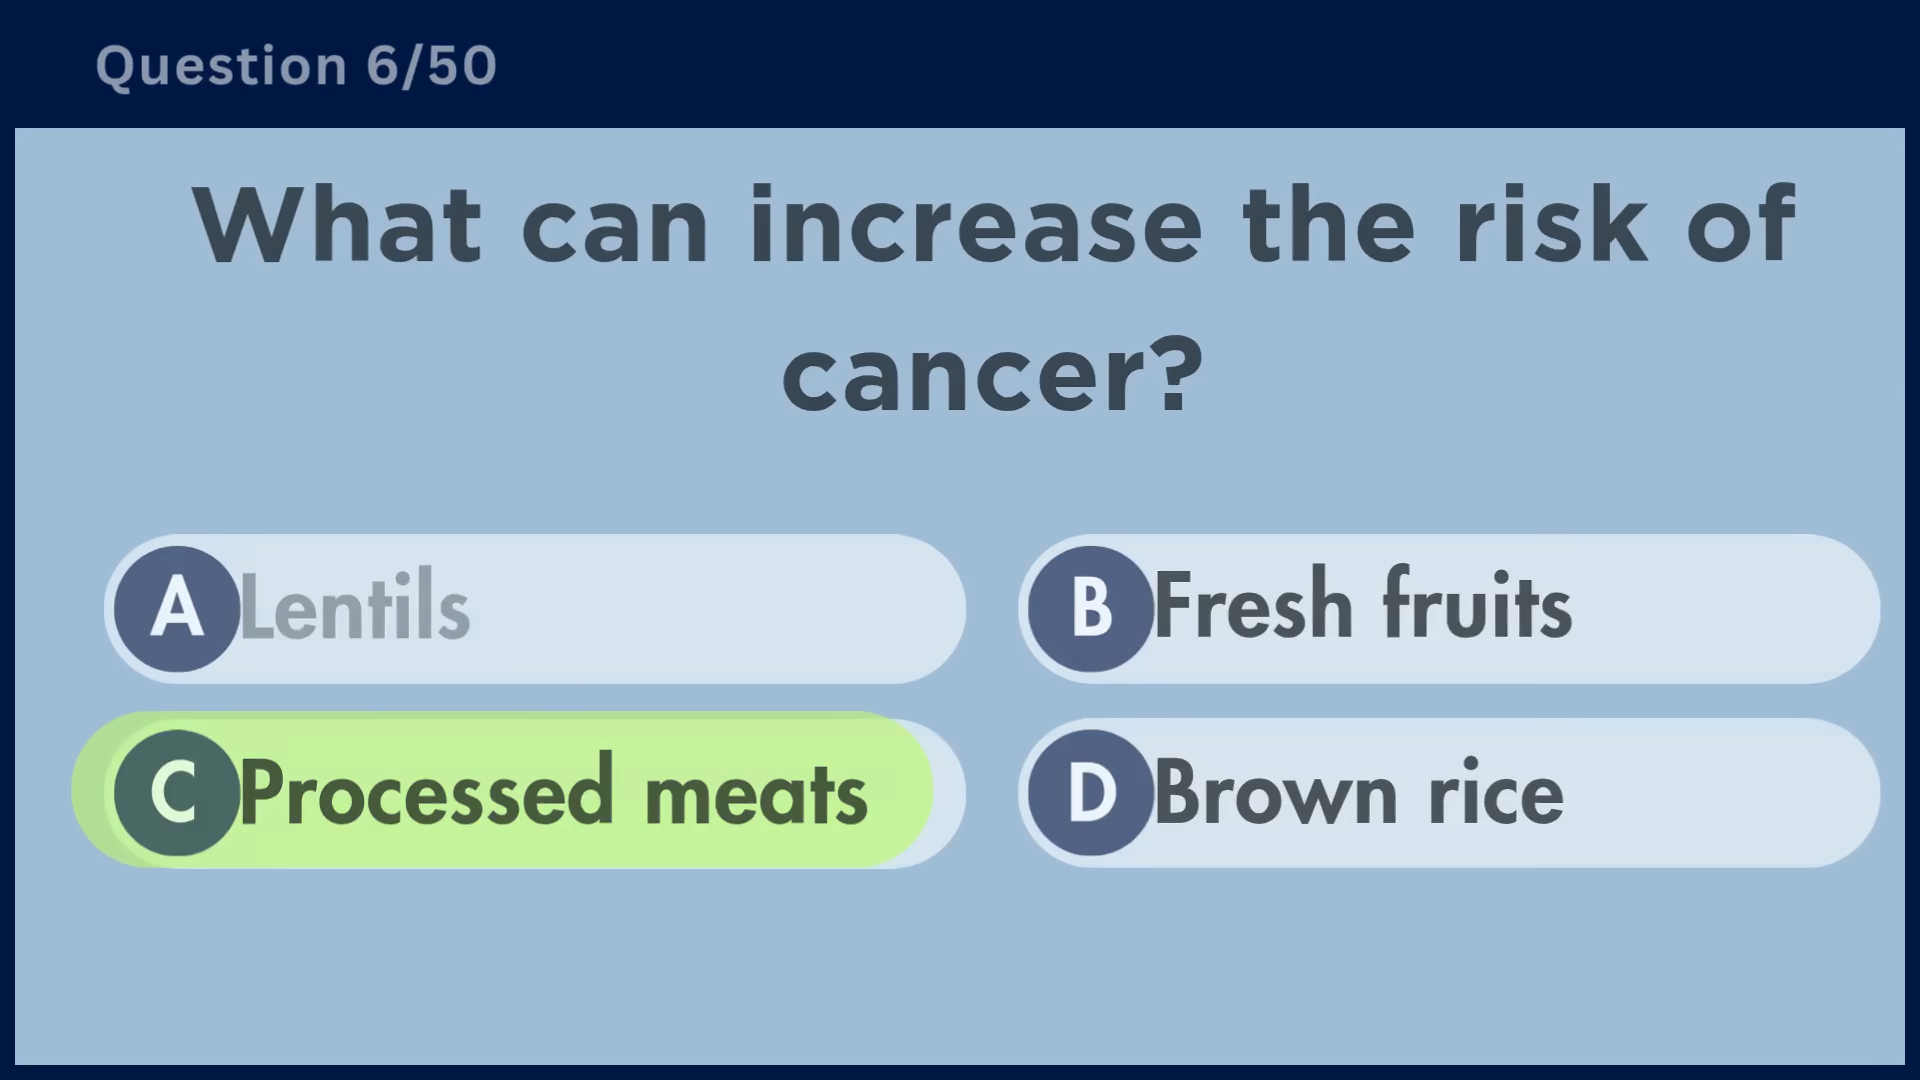 Question 6/50
What can increase the risk of
cancer?
A Lentils
B Fresh fruits
C Processed meats
D Brown rice